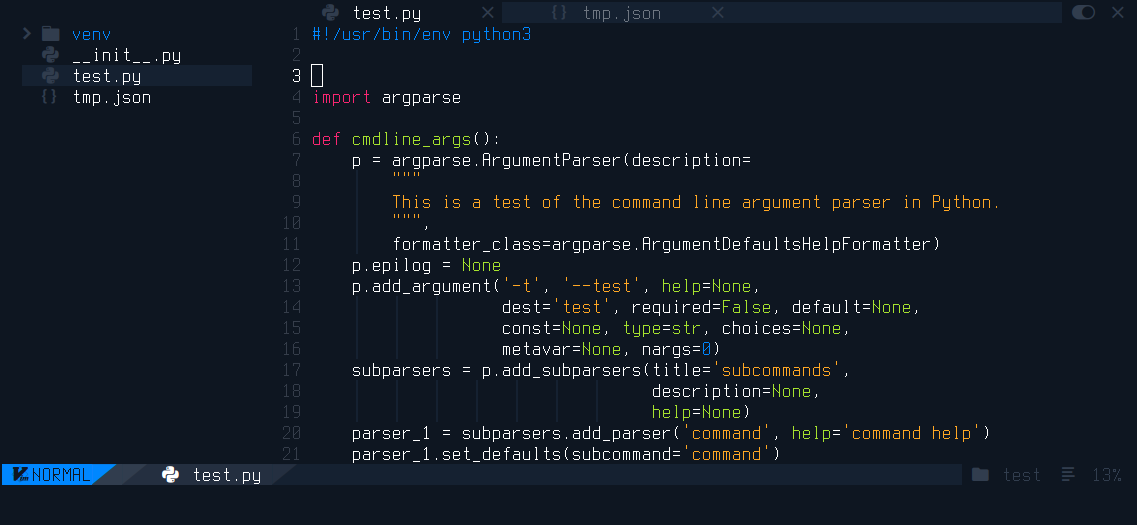 test.py tmp.json
venv
__init__.py
test.py
tmp.json
1 #!/usr/bin/env python3
2
3
4 import argparse
5
6 def cmdline_args():
7     p = argparse.ArgumentParser(description=
8         """
9         This is a test of the command line argument parser in Python.
10         """,
11         formatter_class=argparse.ArgumentDefaultsHelpFormatter)
12     p.epilog = None
13     p.add_argument('-t', '--test', help=None,
14                    dest='test', required=False, default=None,
15                    const=None, type=str, choices=None,
16                    metavar=None, nargs=0)
17     subparsers = p.add_subparsers(title='subcommands',
18                                   description=None,
19                                   help=None)
20     parser_1 = subparsers.add_parser('command', help='command help')
21     parser_1.set_defaults(subcommand='command')
NORMAL test.py test 13%